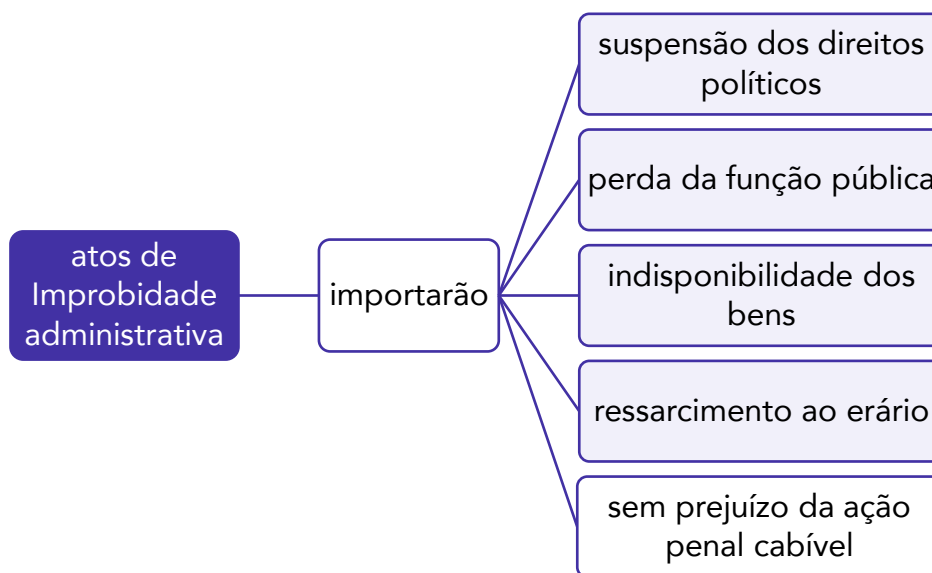 atos de
Improbidade
administrativa
importarão
suspensão dos direitos
políticos
perda da função pública
indisponibilidade dos
bens
ressarcimento ao erário
sem prejuízo da ação
penal cabível